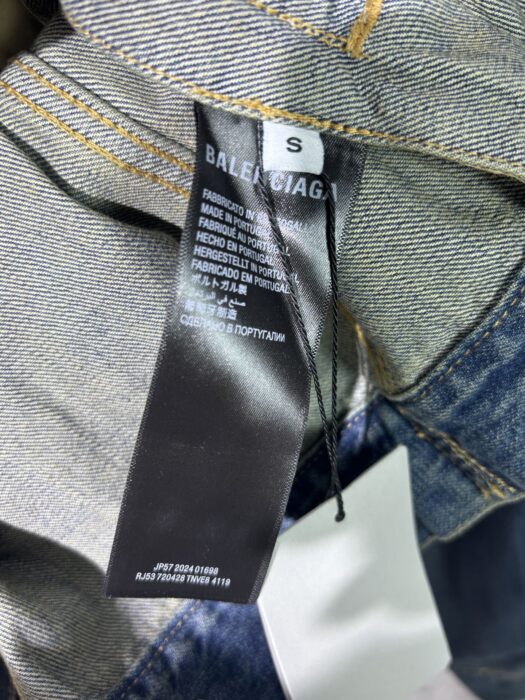 S
BALENCIAGA
FABBRICATO IN PORTOGALLO
MADE IN PORTUGAL
FABRIQUÉ AU PORTUGAL
HECHO EN PORTUGAL
HERGESTELLT IN PORTUGAL
FABRICADO EM PORTUGAL
ポルトガル製
صنع في البرتغال
葡萄牙制造
СДЕЛАНО В ПОРТУГАЛИИ
JP57 2024 01698
RJ53 720428 TNVE6 4119